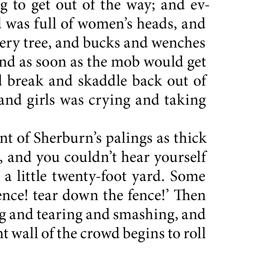 g to get out of the way; and ev-
was full of women’s heads, and
ery tree, and bucks and wenches
nd as soon as the mob would get
break and skaddle back out of
and girls was crying and taking
nt of Sherburn’s palings as thick
, and you couldn’t hear yourself
a little twenty-foot yard. Some
ence! tear down the fence!’ Then
g and tearing and smashing, and
nt wall of the crowd begins to roll